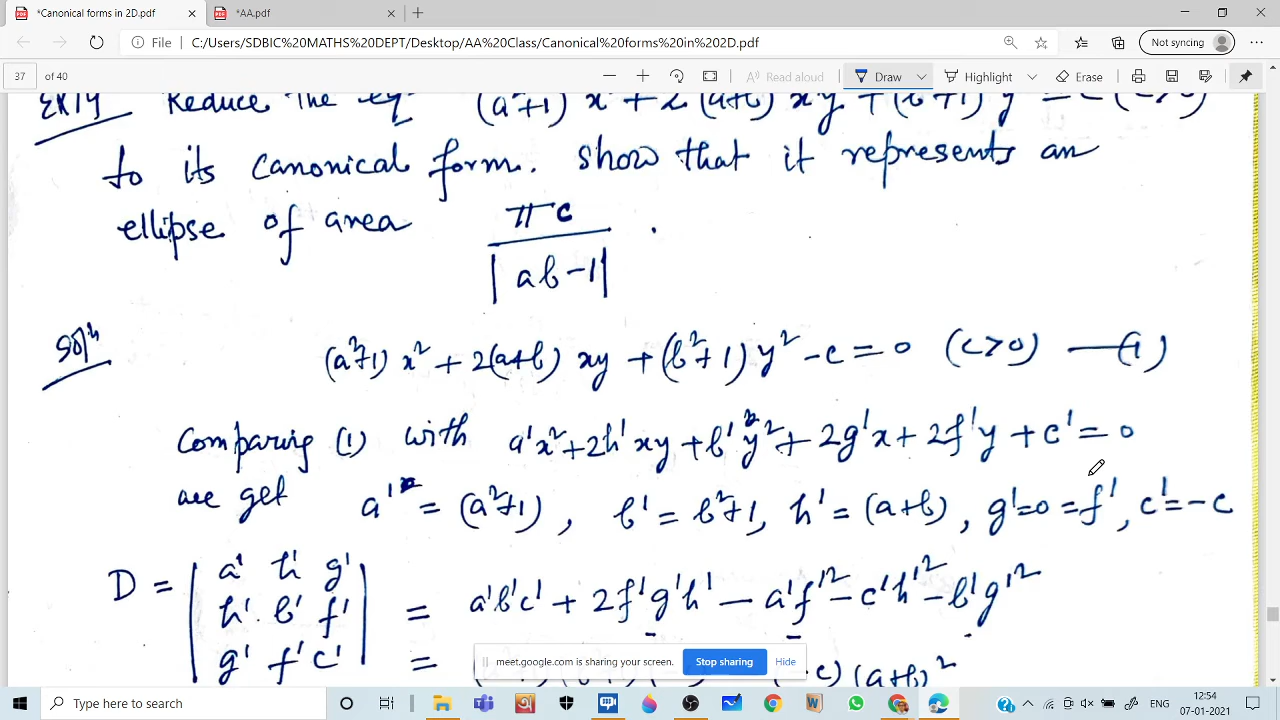 *Canonical forms in 2D.pdf
*AA.pdf
File C:/Users/SDBIC%20MATHS%20DEPT/Desktop/AA%20Class/Canonical%20forms%20in%202D.pdf Not syncing
37 of 40 Read aloud Draw Highlight Erase
Reduce the eqⁿ (a²+1) x² + 2(a+b) xy + (b²+1) y² = c (c>0)
to its canonical form. Show that it represents an
ellipse of area πc / |ab-1| .
Solⁿ
(a²+1) x² + 2(a+b) xy + (b²+1) y² - c = 0 (c>0) —(1)
Comparing (1) with a'x²+2h'xy+b'y²+2g'x+2f'y+c'=0
we get a' = (a²+1), b' = b²+1, h' = (a+b), g'=0=f', c'=-c
D = | a' h' g' |
| h' b' f' | = a'b'c' + 2f'g'h' - a'f'² - c'h'² - b'g'²
| g' f' c' | =
c) (a+b)²
meet.google.com is sharing your screen. Stop sharing Hide
Type here to search
ENG
12:54
07-01-2021